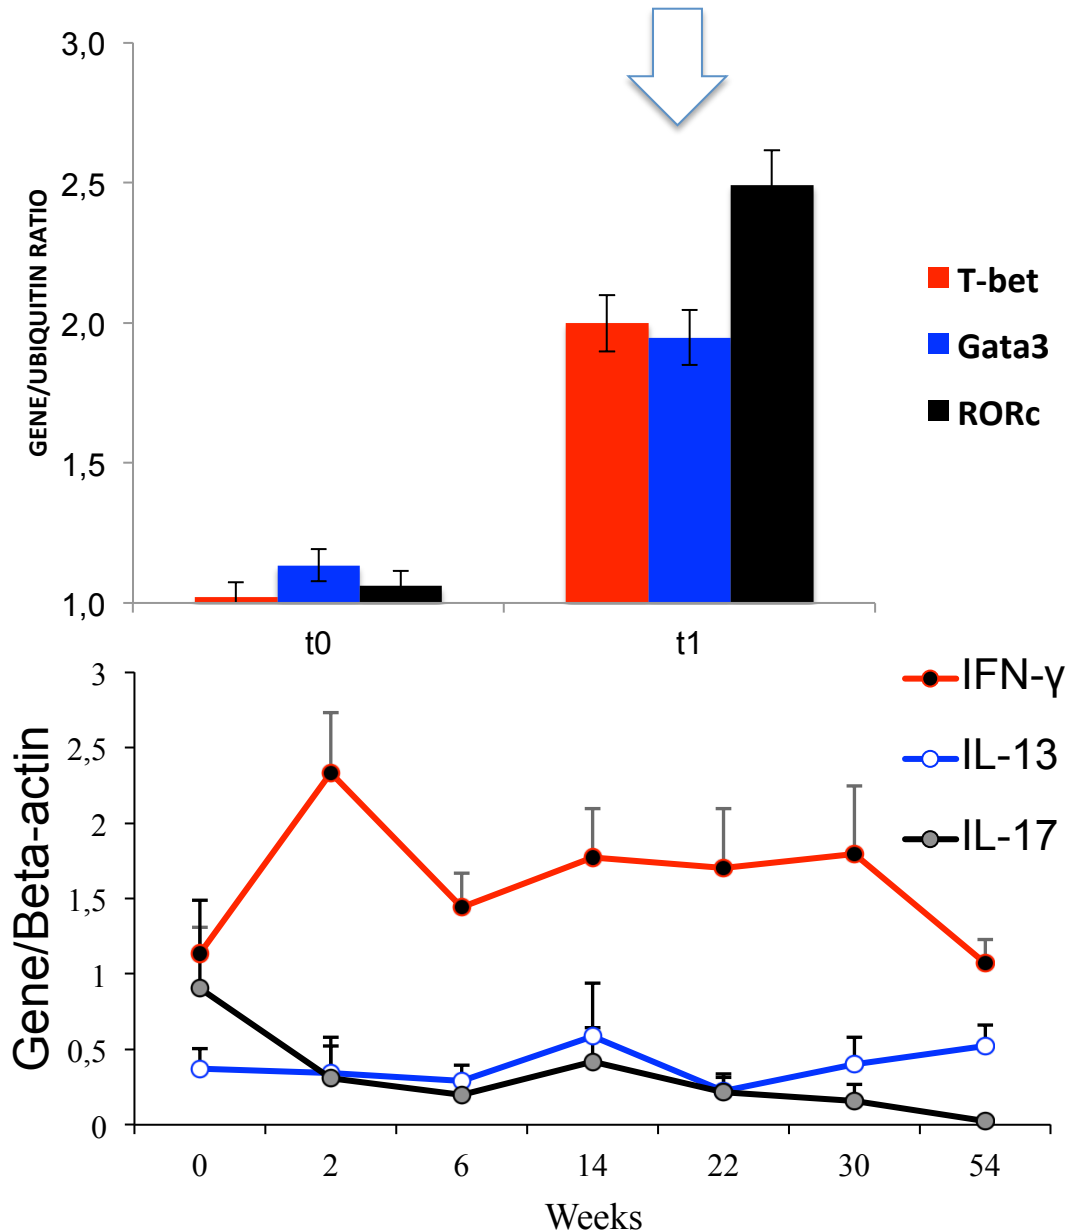 3,0
2,5
2,0
1,5
1,0
GENE/UBIQUITIN RATIO
t0
t1
T-bet
Gata3
RORc
3
2,5
2
1,5
1
0,5
0
Gene/Beta-actin
IFN-γ
IL-13
IL-17
0 2 6 14 22 30 54
Weeks